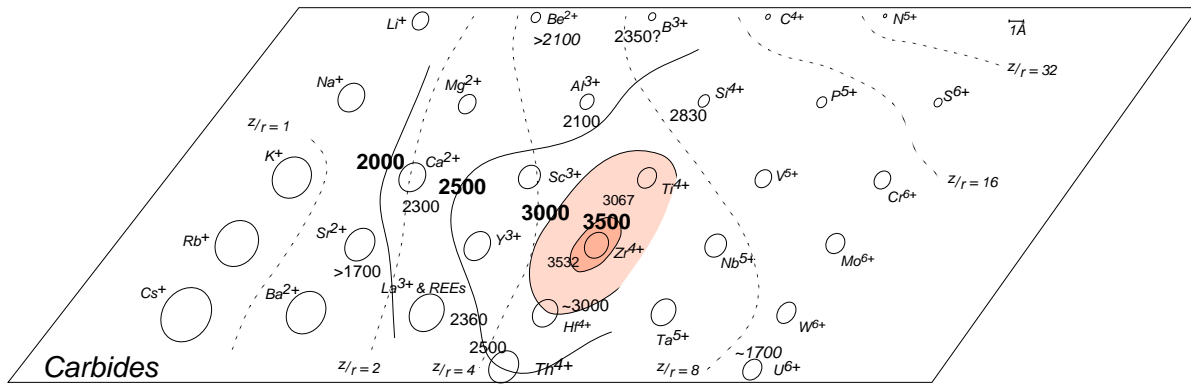 Li+ Be2+ B3+ C4+ N5+
>2100 2350? 1Å
z/r = 32
Na+ Mg2+ Al3+ Si4+ P5+ S6+
2100 2830
z/r = 1
K+ 2000 Ca2+ 2500 Sc3+ Ti4+ V5+ Cr6+
z/r = 16
2300 3000 3067 3500
Rb+ Sr2+ Y3+ Zr4+ Nb5+ Mo6+
>1700 3532
Cs+ Ba2+ La3+ & REEs ~3000
2360 Hf4+ Ta5+ W6+
2500
Carbides z/r = 2 z/r = 4 Th4+ z/r = 8 ~1700 U6+